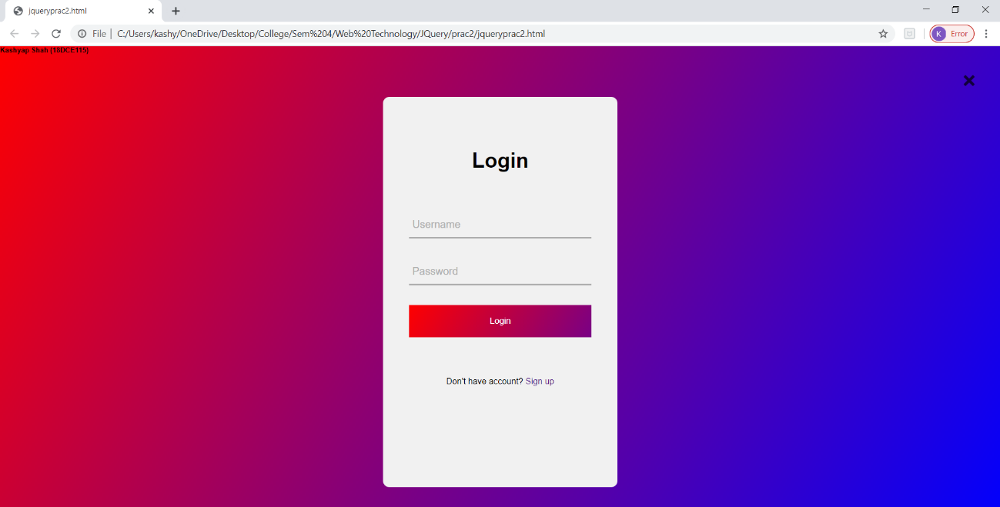 jqueryprac2.html
File | C:/Users/kashy/OneDrive/Desktop/College/Sem%204/Web%20Technology/JQuery/prac2/jqueryprac2.html
K Error
Kashyap Shah (18DCE115)
Login
Username
Password
Login
Don't have account? Sign up